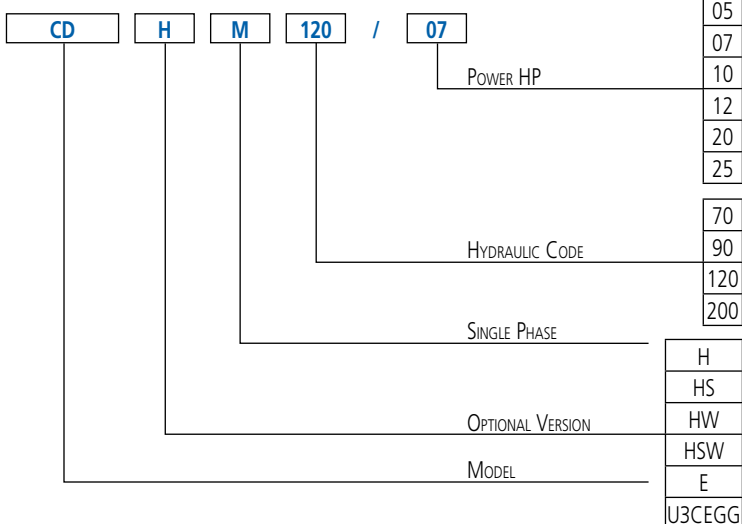 CD H M 120 / 07
POWER HP
05
07
10
12
20
25
HYDRAULIC CODE
70
90
120
200
SINGLE PHASE
OPTIONAL VERSION
H
HS
HW
HSW
E
U3CEGG
MODEL